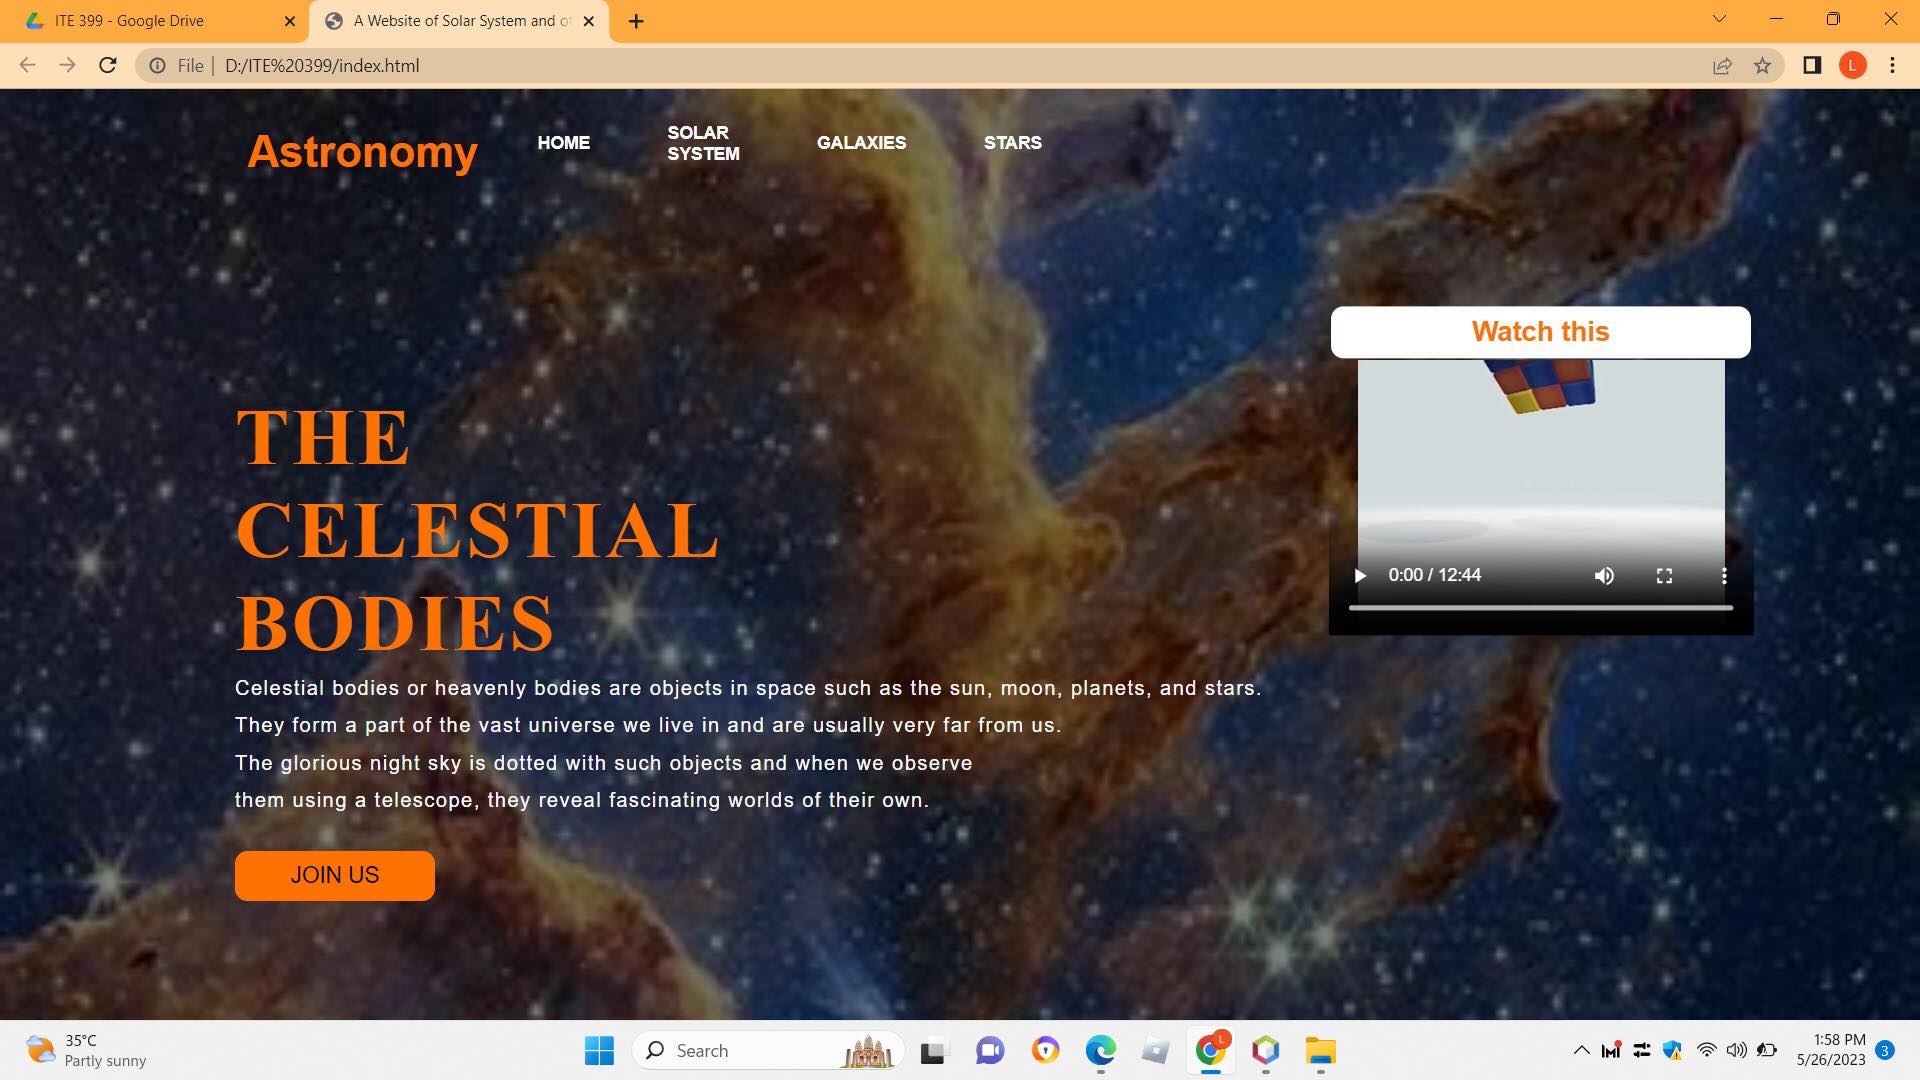 ITE 399 - Google Drive
A Website of Solar System and o
File | D:/ITE%20399/index.html
L
Astronomy
HOME
SOLAR
SYSTEM
GALAXIES
STARS
Watch this
0:00 / 12:44
THE
CELESTIAL
BODIES
Celestial bodies or heavenly bodies are objects in space such as the sun, moon, planets, and stars.
They form a part of the vast universe we live in and are usually very far from us.
The glorious night sky is dotted with such objects and when we observe
them using a telescope, they reveal fascinating worlds of their own.
JOIN US
35°C
Partly sunny
Search
L
1:58 PM
5/26/2023
3